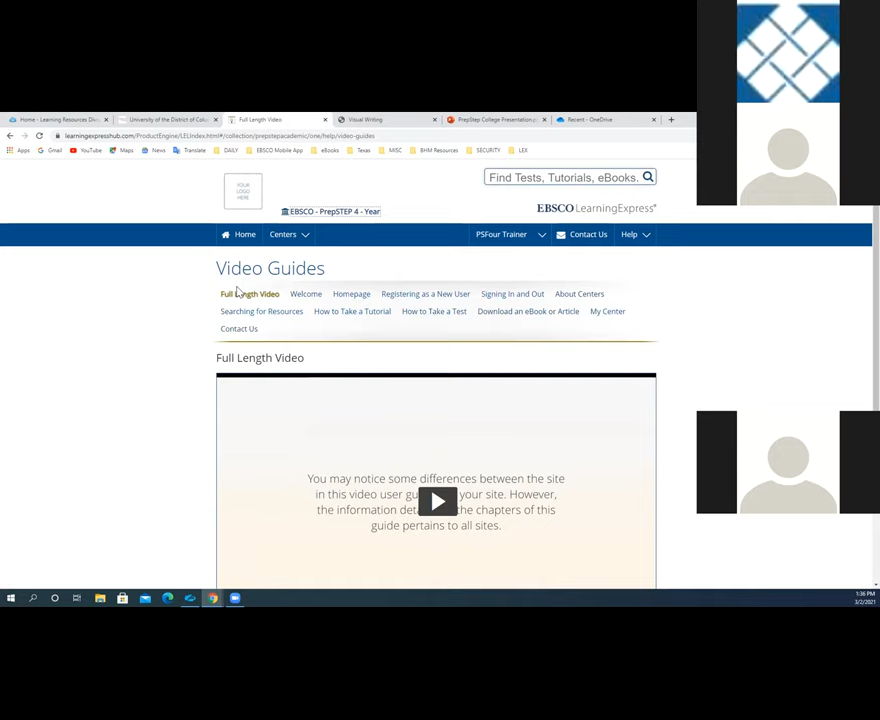 Home - Learning Resources Divi
University of the District of Colu
Full Length Video
Visual Writing
PrepStep College Presentation.p
Recent - OneDrive
learningexpresshub.com/ProductEngine/LELIndex.html#/collection/prepstepacademic/one/help/video-guides
Apps Gmail YouTube Maps News Translate DAILY EBSCO Mobile App eBooks Texas MISC BHM Resources SECURITY LEX
YOUR
LOGO
HERE
Find Tests, Tutorials, eBooks.
EBSCO - PrepSTEP 4 - Year
EBSCO LearningExpress®
Home Centers PSFour Trainer Contact Us Help
Video Guides
Full Length Video Welcome Homepage Registering as a New User Signing In and Out About Centers
Searching for Resources How to Take a Tutorial How to Take a Test Download an eBook or Article My Center
Contact Us
Full Length Video
You may notice some differences between the site
in this video user your site. However,
the information the chapters of this
guide pertains to all sites.
1:36 PM
3/2/2021